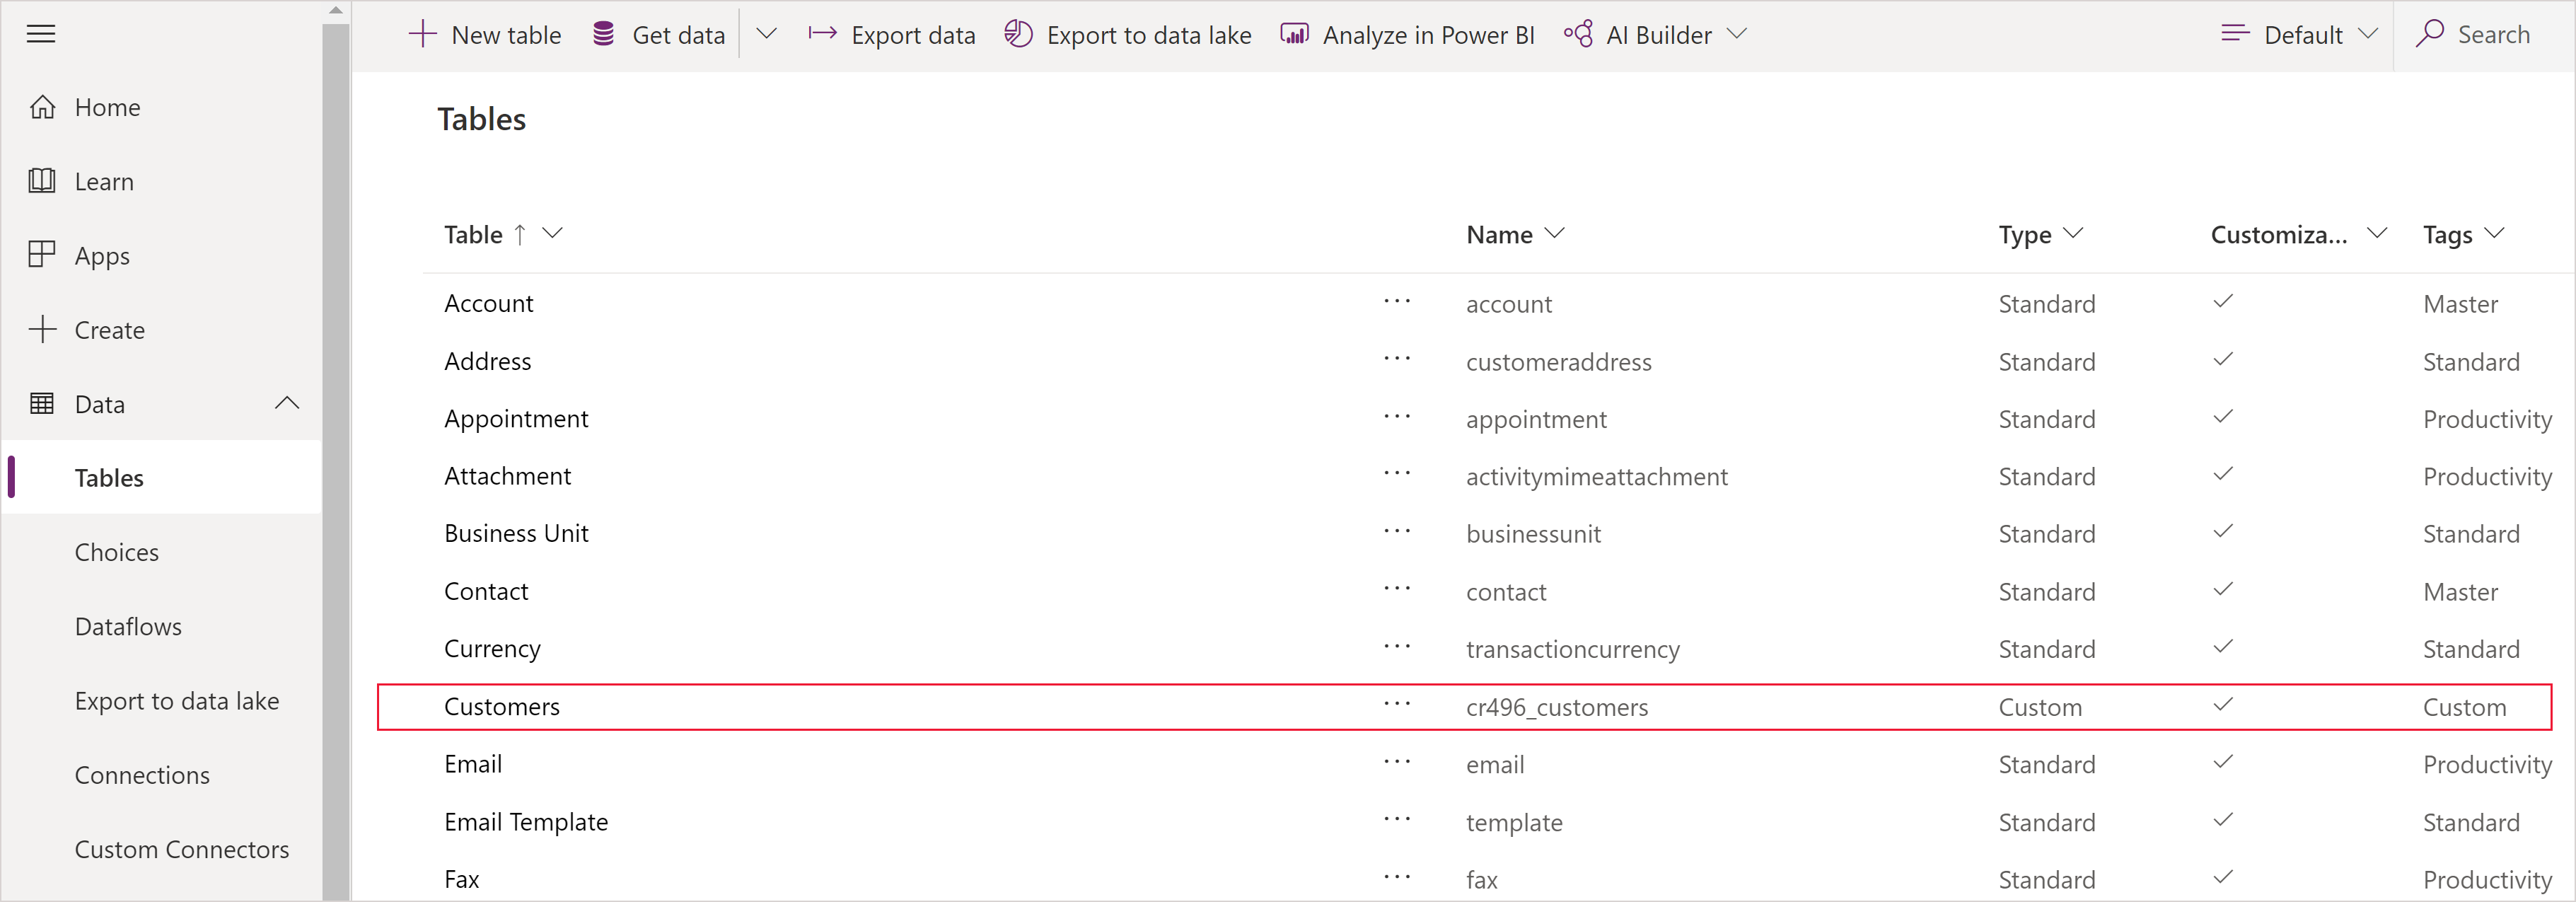 New table Get data Export data Export to data lake Analyze in Power BI AI Builder Default Search
Home
Learn
Apps
Create
Data
Tables
Choices
Dataflows
Export to data lake
Connections
Custom Connectors
Tables
Table Name Type Customiza... Tags
Account ... account Standard Master
Address ... customeraddress Standard Standard
Appointment ... appointment Standard Productivity
Attachment ... activitymimeattachment Standard Productivity
Business Unit ... businessunit Standard Standard
Contact ... contact Standard Master
Currency ... transactioncurrency Standard Standard
Customers ... cr496_customers Custom Custom
Email ... email Standard Productivity
Email Template ... template Standard Standard
Fax ... fax Standard Productivity